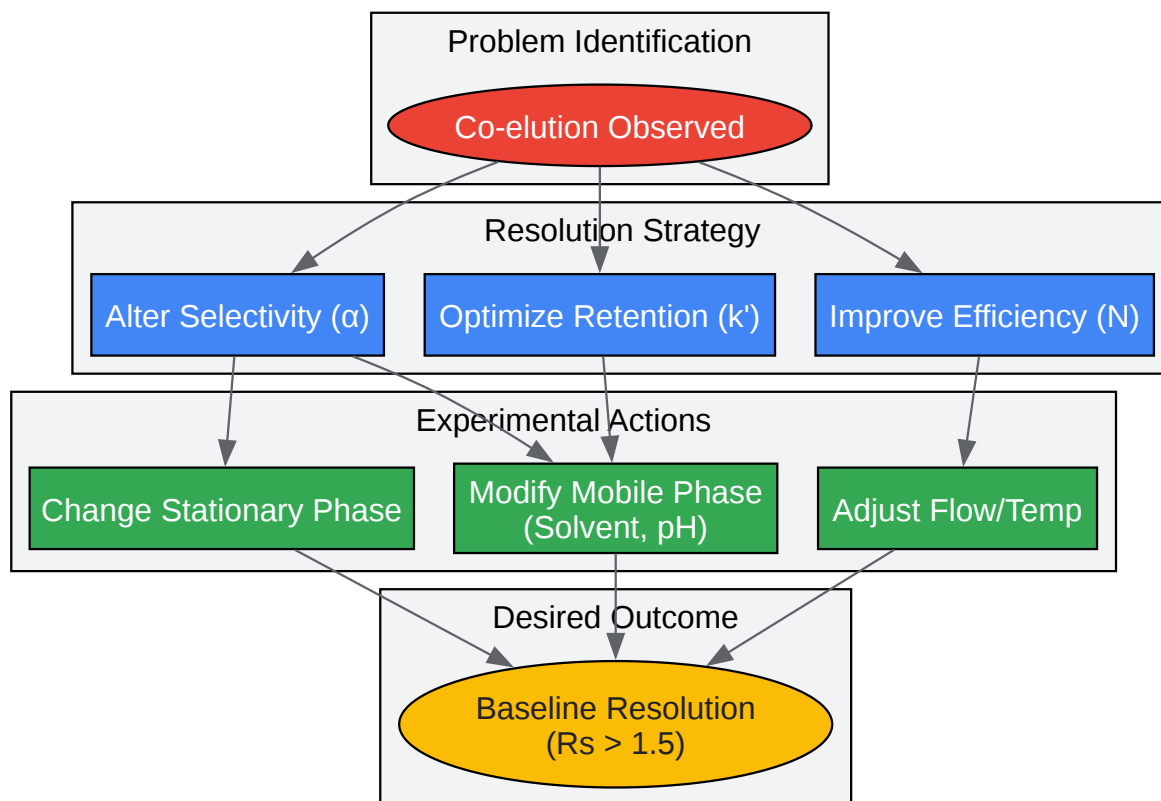 Problem Identification
Co-elution Observed
Resolution Strategy
Alter Selectivity (α)
Optimize Retention (k')
Improve Efficiency (N)
Experimental Actions
Change Stationary Phase
Modify Mobile Phase
(Solvent, pH)
Adjust Flow/Temp
Desired Outcome
Baseline Resolution
(Rs > 1.5)